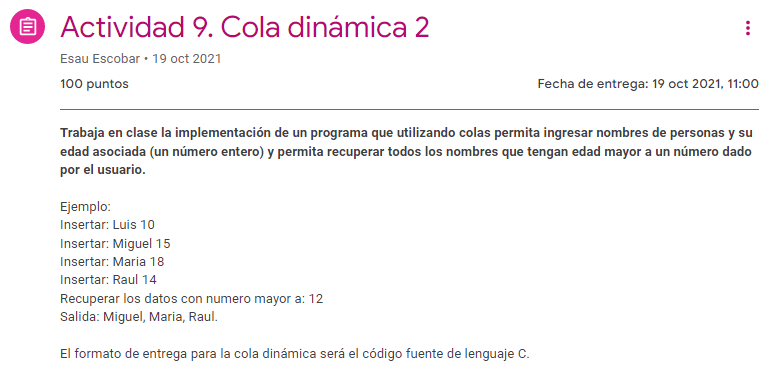 Actividad 9. Cola dinámica 2
Esau Escobar • 19 oct 2021
100 puntos
Fecha de entrega: 19 oct 2021, 11:00
Trabaja en clase la implementación de un programa que utilizando colas permita ingresar nombres de personas y su
edad asociada (un número entero) y permita recuperar todos los nombres que tengan edad mayor a un número dado
por el usuario.
Ejemplo:
Insertar: Luis 10
Insertar: Miguel 15
Insertar: Maria 18
Insertar: Raul 14
Recuperar los datos con numero mayor a: 12
Salida: Miguel, Maria, Raul.
El formato de entrega para la cola dinámica será el código fuente de lenguaje C.